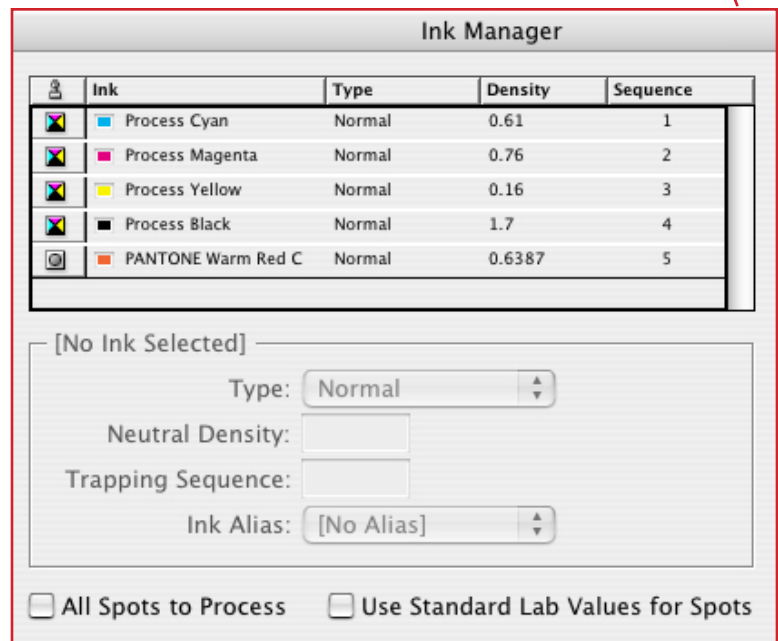 Ink Manager
Ink Type Density Sequence
Process Cyan Normal 0.61 1
Process Magenta Normal 0.76 2
Process Yellow Normal 0.16 3
Process Black Normal 1.7 4
PANTONE Warm Red C Normal 0.6387 5
[No Ink Selected]
Type: Normal
Neutral Density:
Trapping Sequence:
Ink Alias: [No Alias]
All Spots to Process Use Standard Lab Values for Spots